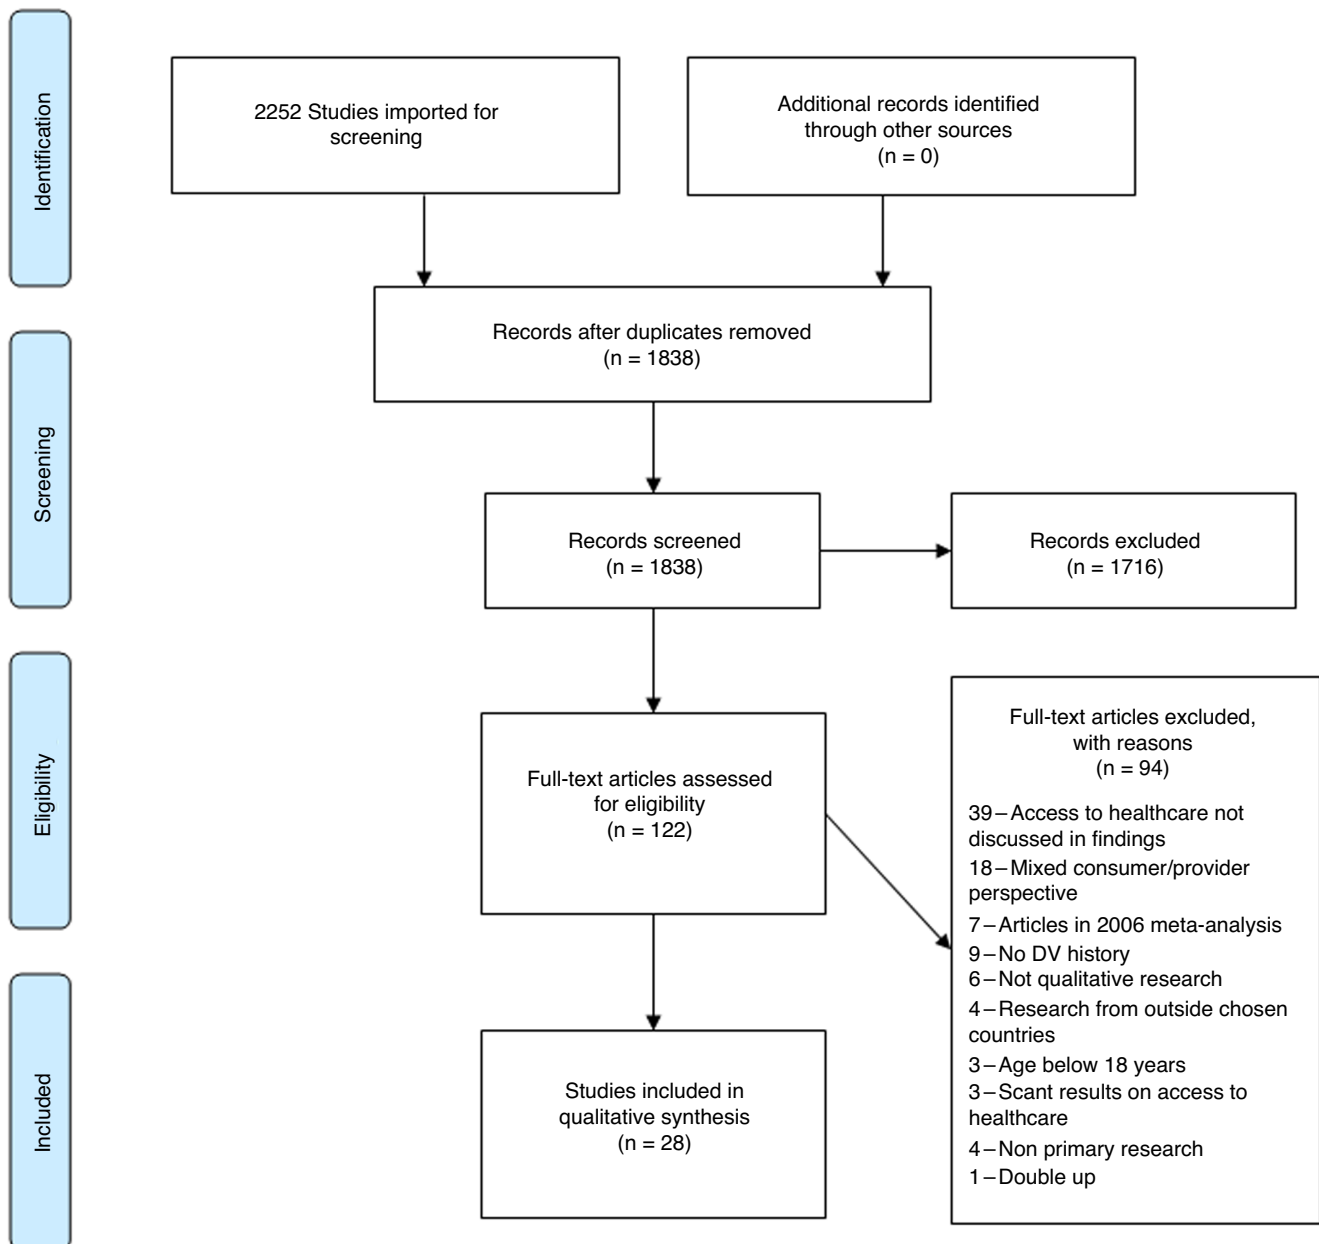 Identification
2252 Studies imported for
screening
Additional records identified
through other sources
(n = 0)
Records after duplicates removed
(n = 1838)
Screening
Records screened
(n = 1838)
Records excluded
(n = 1716)
Eligibility
Full-text articles assessed
for eligibility
(n = 122)
Full-text articles excluded,
with reasons
(n = 94)
39–Access to healthcare not
discussed in findings
18–Mixed consumer/provider
perspective
7–Articles in 2006 meta-analysis
9–No DV history
6–Not qualitative research
4–Research from outside chosen
countries
3–Age below 18 years
3–Scant results on access to
healthcare
4–Non primary research
1–Double up
Included
Studies included in
qualitative synthesis
(n = 28)